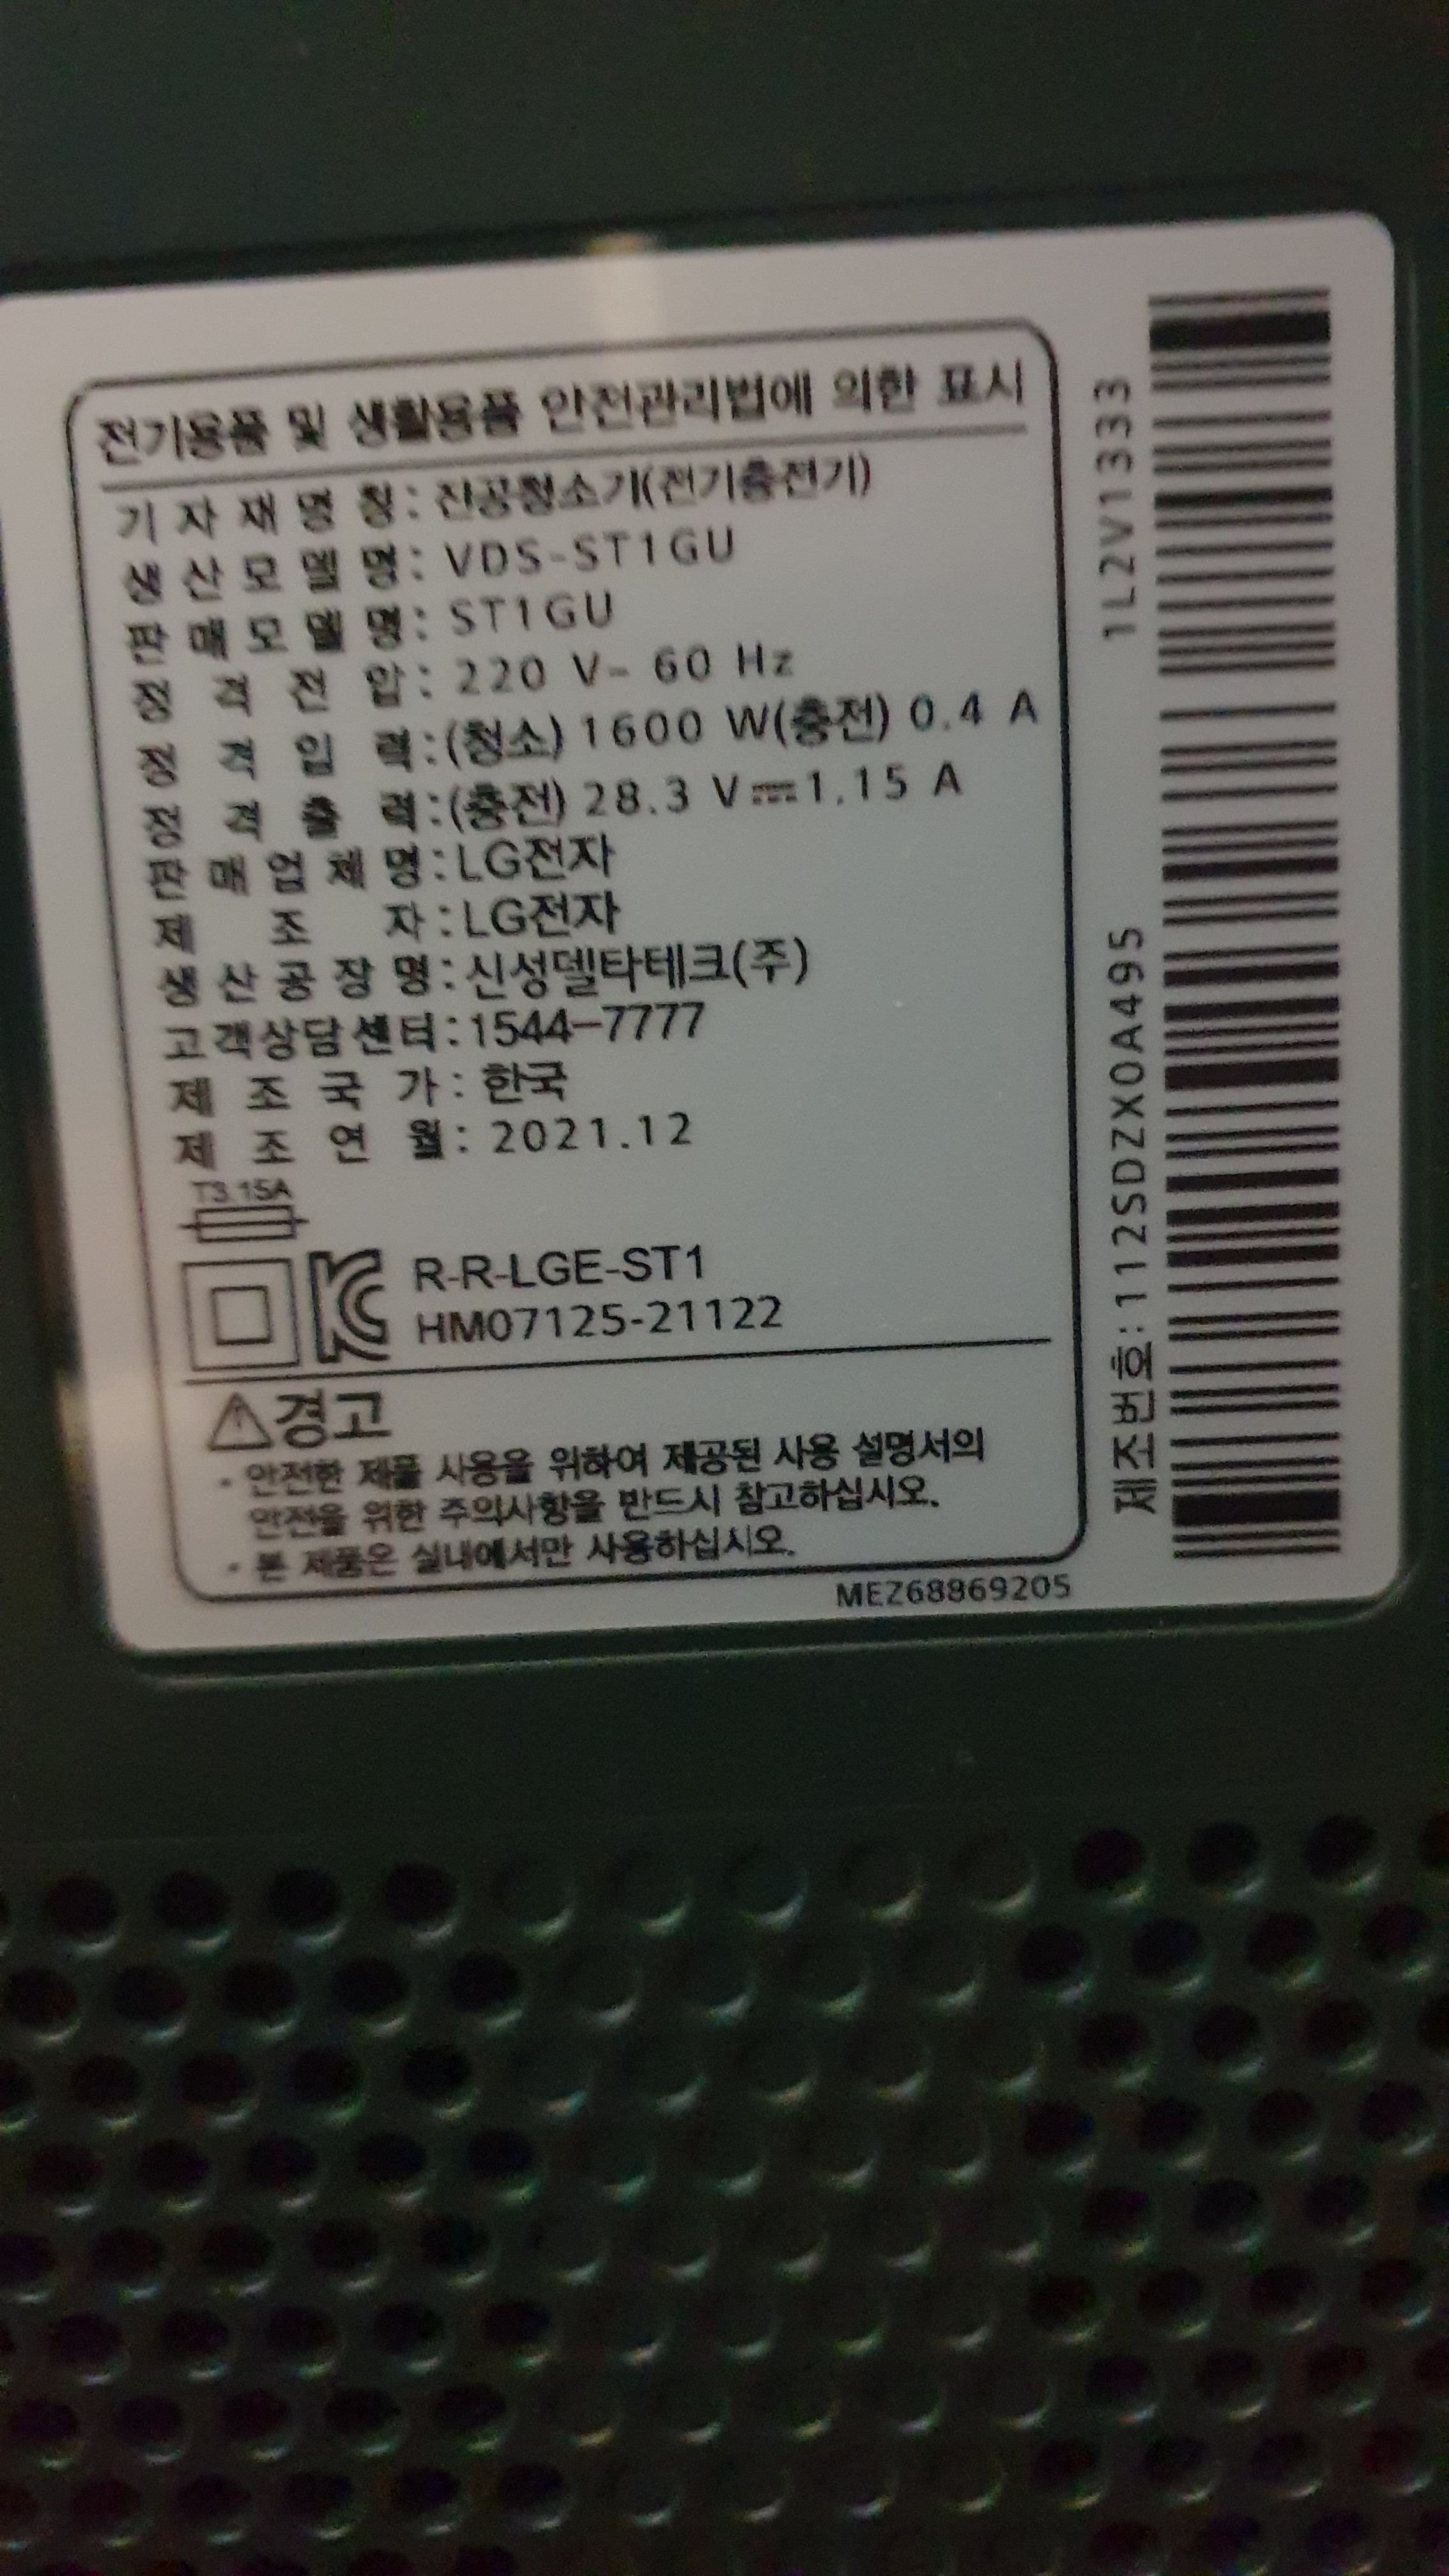 전기용품 및 생활용품 안전관리법에 의한 표시
기자재명칭: 진공청소기(전기충전기)
생산모델명: VDS-ST1GU
판매모델명: ST1GU
정격전압: 220 V~ 60 Hz
정격입력:(청소) 1600 W(충전) 0.4 A
정격출력:(충전) 28.3 V⎓1.15 A
판매업체명:LG전자
제조자:LG전자
생산공장명:신성델타테크(주)
고객상담센터:1544-7777
제조국가: 한국
제조연월: 2021.12
T3.15A
R-R-LGE-ST1
HM07125-21122
경고
· 안전한 제품 사용을 위하여 제공된 사용 설명서의
안전을 위한 주의사항을 반드시 참고하십시오.
· 본 제품은 실내에서만 사용하십시오.
MEZ68869205
제조번호:112SDZX0A495
1L2V1333